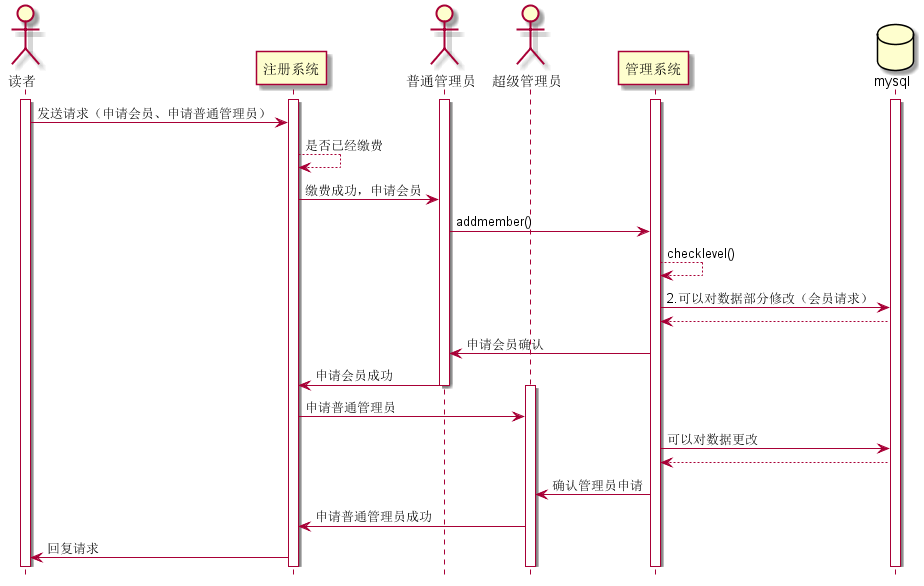 读者
注册系统
普通管理员
超级管理员
管理系统
mysql
发送请求（申请会员、申请普通管理员）
是否已经缴费
缴费成功，申请会员
addmember()
checklevel()
2.可以对数据部分修改（会员请求）
申请会员确认
申请会员成功
申请普通管理员
可以对数据更改
确认管理员申请
申请普通管理员成功
回复请求